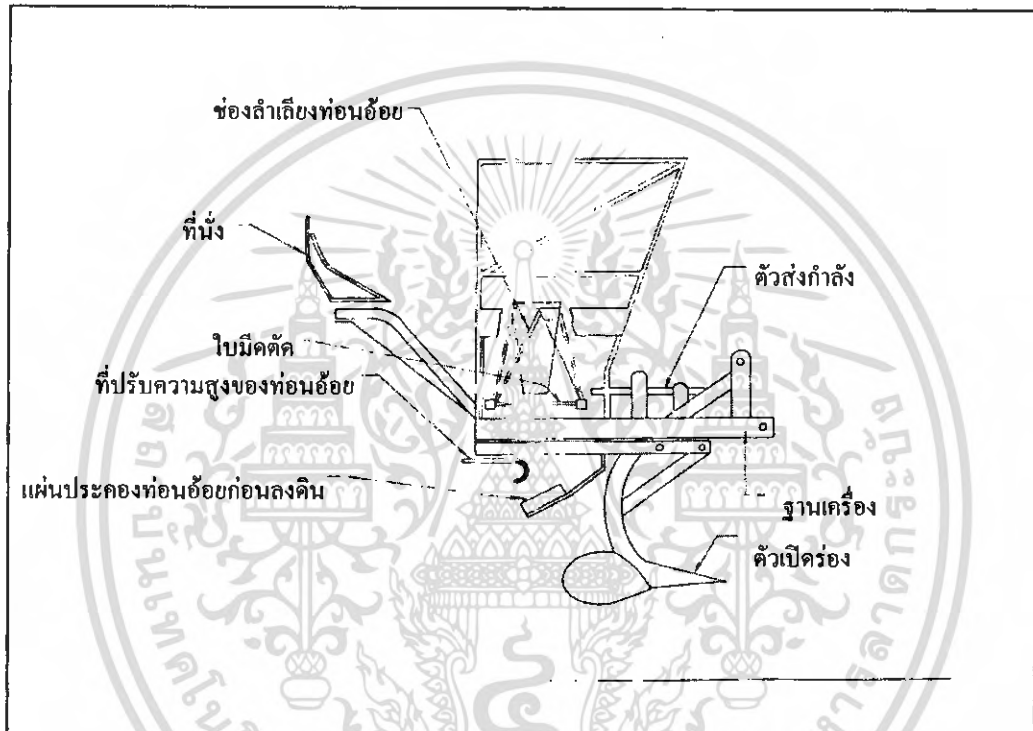 ช่องลำเลียงท่อนอ้อย
ที่นั่ง
ตัวส่งกำลัง
ใบมีดตัด
ที่ปรับความสูงของท่อนอ้อย
แผ่นประคองท่อนอ้อยก่อนลงดิน
ฐานเครื่อง
ตัวเปิดร่อง